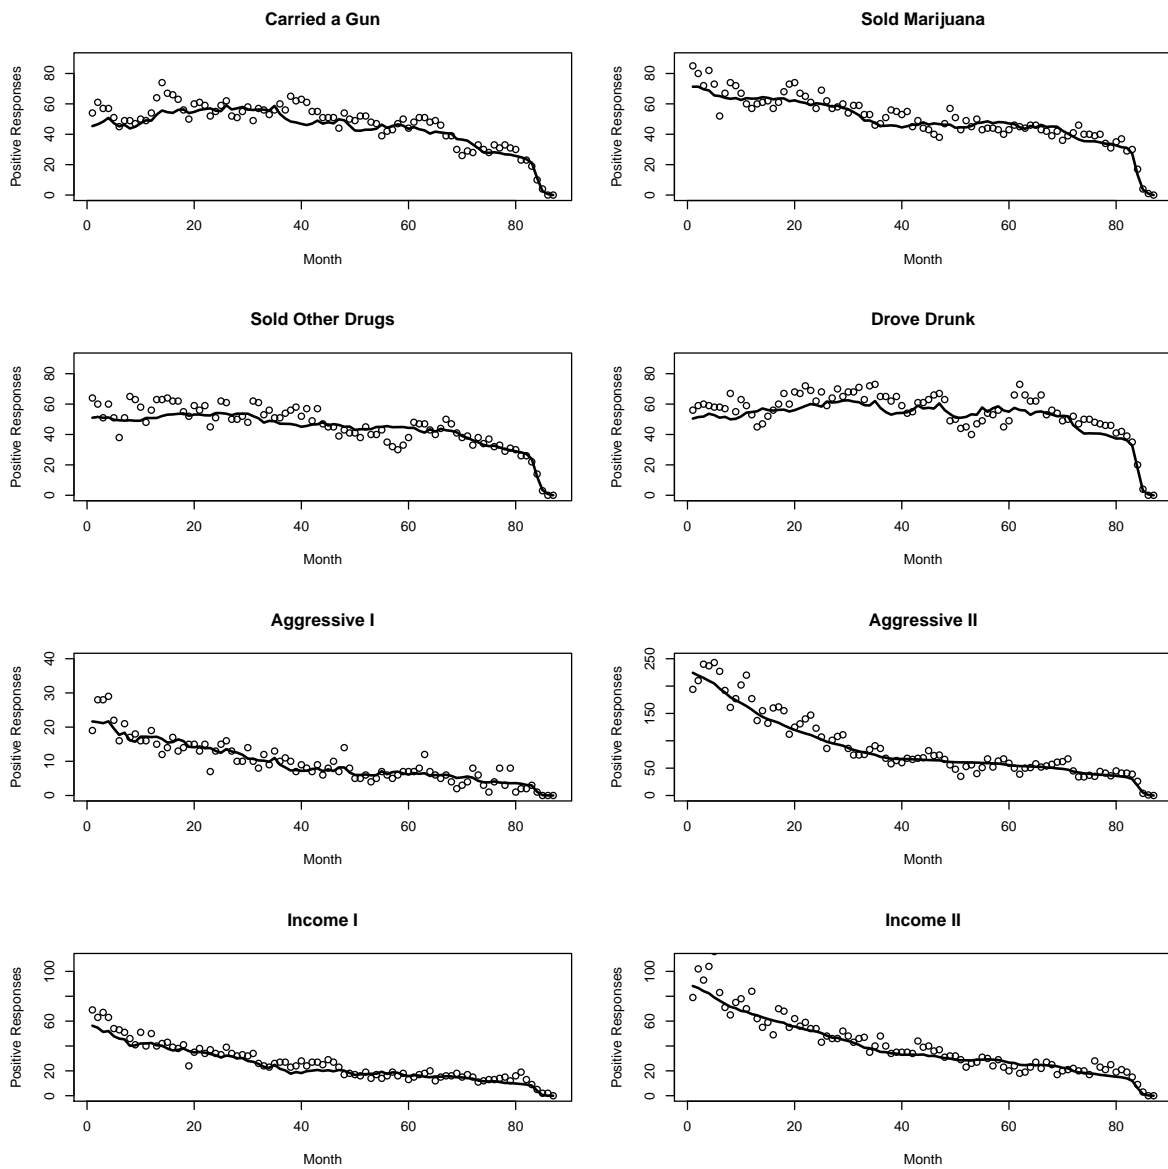 Carried a Gun
Positive Responses
0 20 40 60 80
0 20 40 60 80
Month
Sold Marijuana
Positive Responses
0 20 40 60 80
0 20 40 60 80
Month
Sold Other Drugs
Positive Responses
0 20 40 60 80
0 20 40 60 80
Month
Drove Drunk
Positive Responses
0 20 40 60 80
0 20 40 60 80
Month
Aggressive I
Positive Responses
0 10 20 30 40
0 20 40 60 80
Month
Aggressive II
Positive Responses
0 50 150 250
0 20 40 60 80
Month
Income I
Positive Responses
0 20 60 100
0 20 40 60 80
Month
Income II
Positive Responses
0 20 60 100
0 20 40 60 80
Month